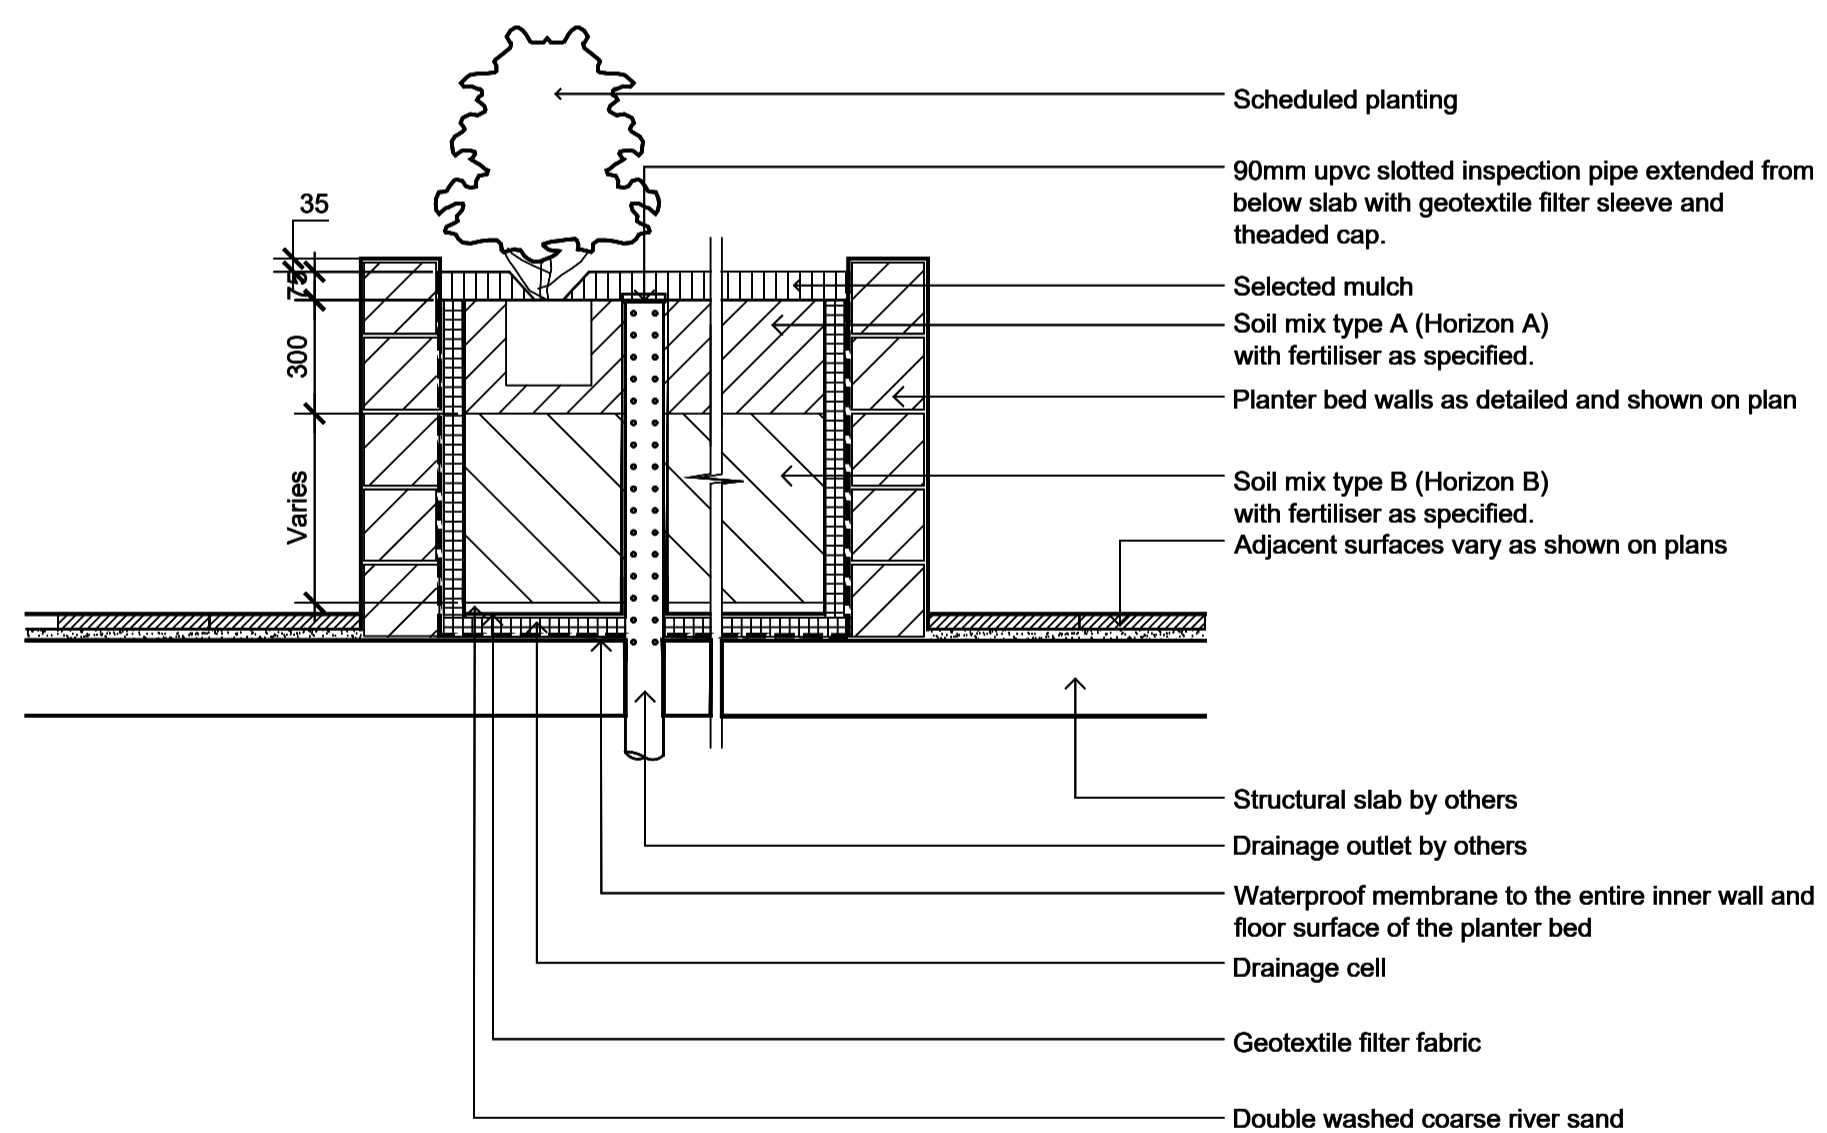 Scheduled planting
90mm upvc slotted inspection pipe extended from
below slab with geotextile filter sleeve and
theaded cap.
35
75
Selected mulch
Soil mix type A (Horizon A)
with fertiliser as specified.
300
Planter bed walls as detailed and shown on plan
Soil mix type B (Horizon B)
with fertiliser as specified.
Varies
Adjacent surfaces vary as shown on plans
Structural slab by others
Drainage outlet by others
Waterproof membrane to the entire inner wall and
floor surface of the planter bed
Drainage cell
Geotextile filter fabric
Double washed coarse river sand